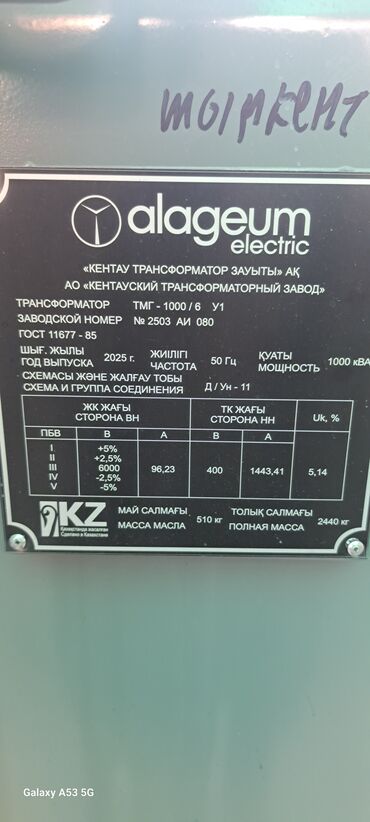 шымкент
alageum
electric
«КЕНТАУ ТРАНСФОРМАТОР ЗАУЫТЫ» АҚ
АО «КЕНТАУСКИЙ ТРАНСФОРМАТОРНЫЙ ЗАВОД»
ТРАНСФОРМАТОР ТМГ - 1000 / 6 У1
ЗАВОДСКОЙ НОМЕР № 2503 АИ 080
ГОСТ 11677 - 85
ШЫҒ. ЖЫЛЫ ЖИІЛІГІ ҚУАТЫ
ГОД ВЫПУСКА 2025 г. ЧАСТОТА 50 Гц МОЩНОСТЬ 1000 кВА
СХЕМАСЫ ЖӘНЕ ЖАЛҒАУ ТОБЫ
СХЕМА И ГРУППА СОЕДИНЕНИЯ Д / Ун - 11
ЖК ЖАҒЫ ТК ЖАҒЫ
СТОРОНА ВН СТОРОНА НН Uk, %
ПБВ В А В А
I +5%
II +2,5%
III 6000 96,23 400 1443,41 5,14
IV -2,5%
V -5%
KZ
Қазақстанда жасалған
Сделано в Казахстане
МАЙ САЛМАҒЫ ТОЛЫҚ САЛМАҒЫ
МАССА МАСЛА 510 кг ПОЛНАЯ МАССА 2440 кг
Galaxy A53 5G